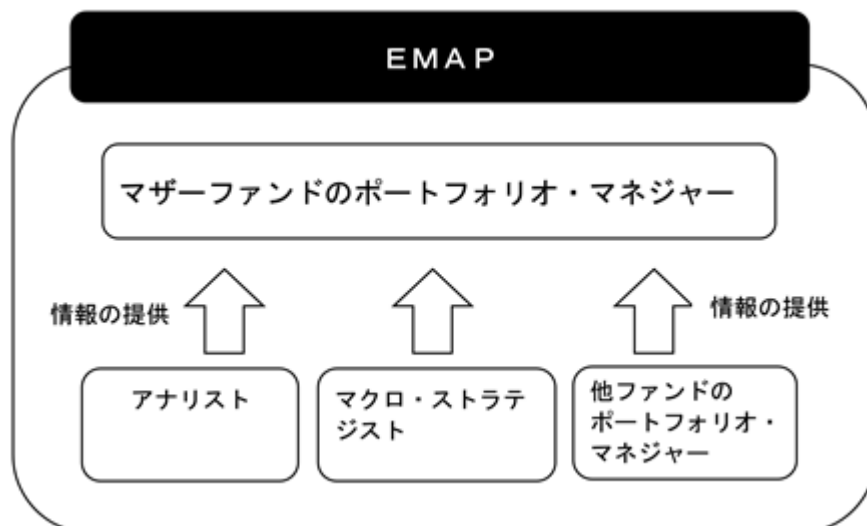 ＥＭＡＰ
マザーファンドのポートフォリオ・マネジャー
情報の提供
情報の提供
アナリスト
マクロ・ストラテ
ジスト
他ファンドの
ポートフォリオ・
マネジャー